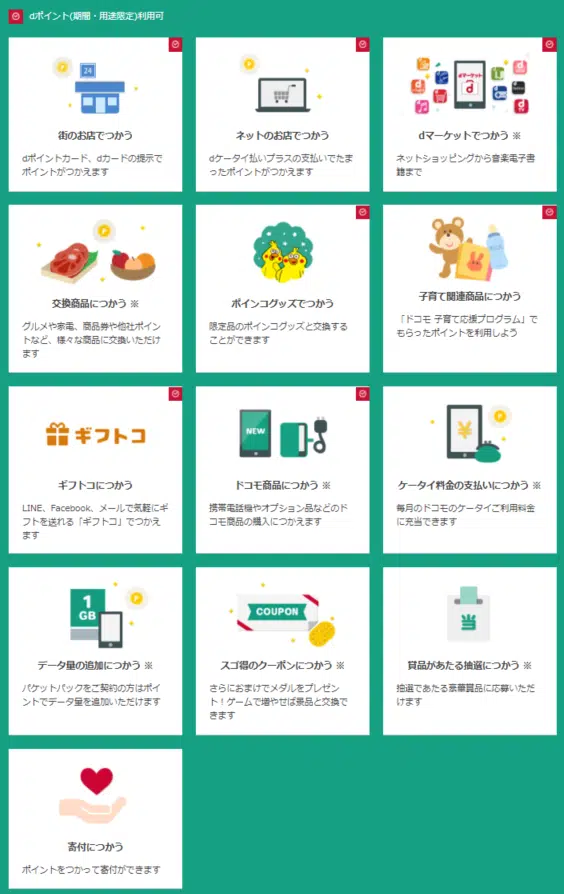 dポイント(期間・用途限定)利用可
24
P
街のお店でつかう
dポイントカード、dカードの提示で
ポイントがつかえます
P
ネットのお店でつかう
dケータイ払いプラスの支払いでたま
ったポイントがつかえます
dマーケット
d
dマーケットでつかう ※
ネットショッピングから音楽電子書
籍まで
P
交換商品につかう ※
グルメや家電、商品券や他社ポイン
トなど、様々な商品に交換いただけ
ます
ポインコグッズでつかう
限定品のポインコグッズと交換する
ことができます
子育て関連商品につかう
「ドコモ 子育て応援プログラム」で
もらったポイントを利用しよう
ギフトコ
ギフトコにつかう
LINE、Facebook、メールで気軽にギ
フトを送れる「ギフトコ」でつかえ
ます
NEW
ドコモ商品につかう ※
携帯電話機やオプション品などのド
コモ商品の購入につかえます
¥
P
ケータイ料金の支払いにつかう ※
毎月のドコモのケータイご利用料金
に充当できます
1
GB
P
データ量の追加につかう ※
パケットパックをご契約の方はポイ
ントでデータ量を追加いただけます
COUPON
スゴ得のクーポンにつかう ※
さらにおまけでメダルをプレゼン
ト！ゲームで増やせば景品と交換で
きます
当
賞品があたる抽選につかう ※
抽選であたる豪華賞品に応募いただ
けます
寄付につかう
ポイントをつかって寄付ができます